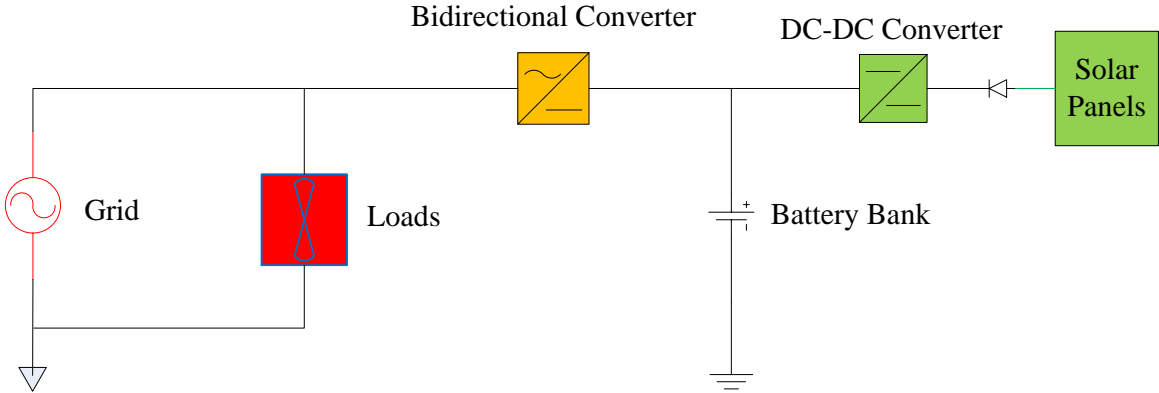 Bidirectional Converter
DC-DC Converter
Solar
Panels
Grid
Loads
Battery Bank